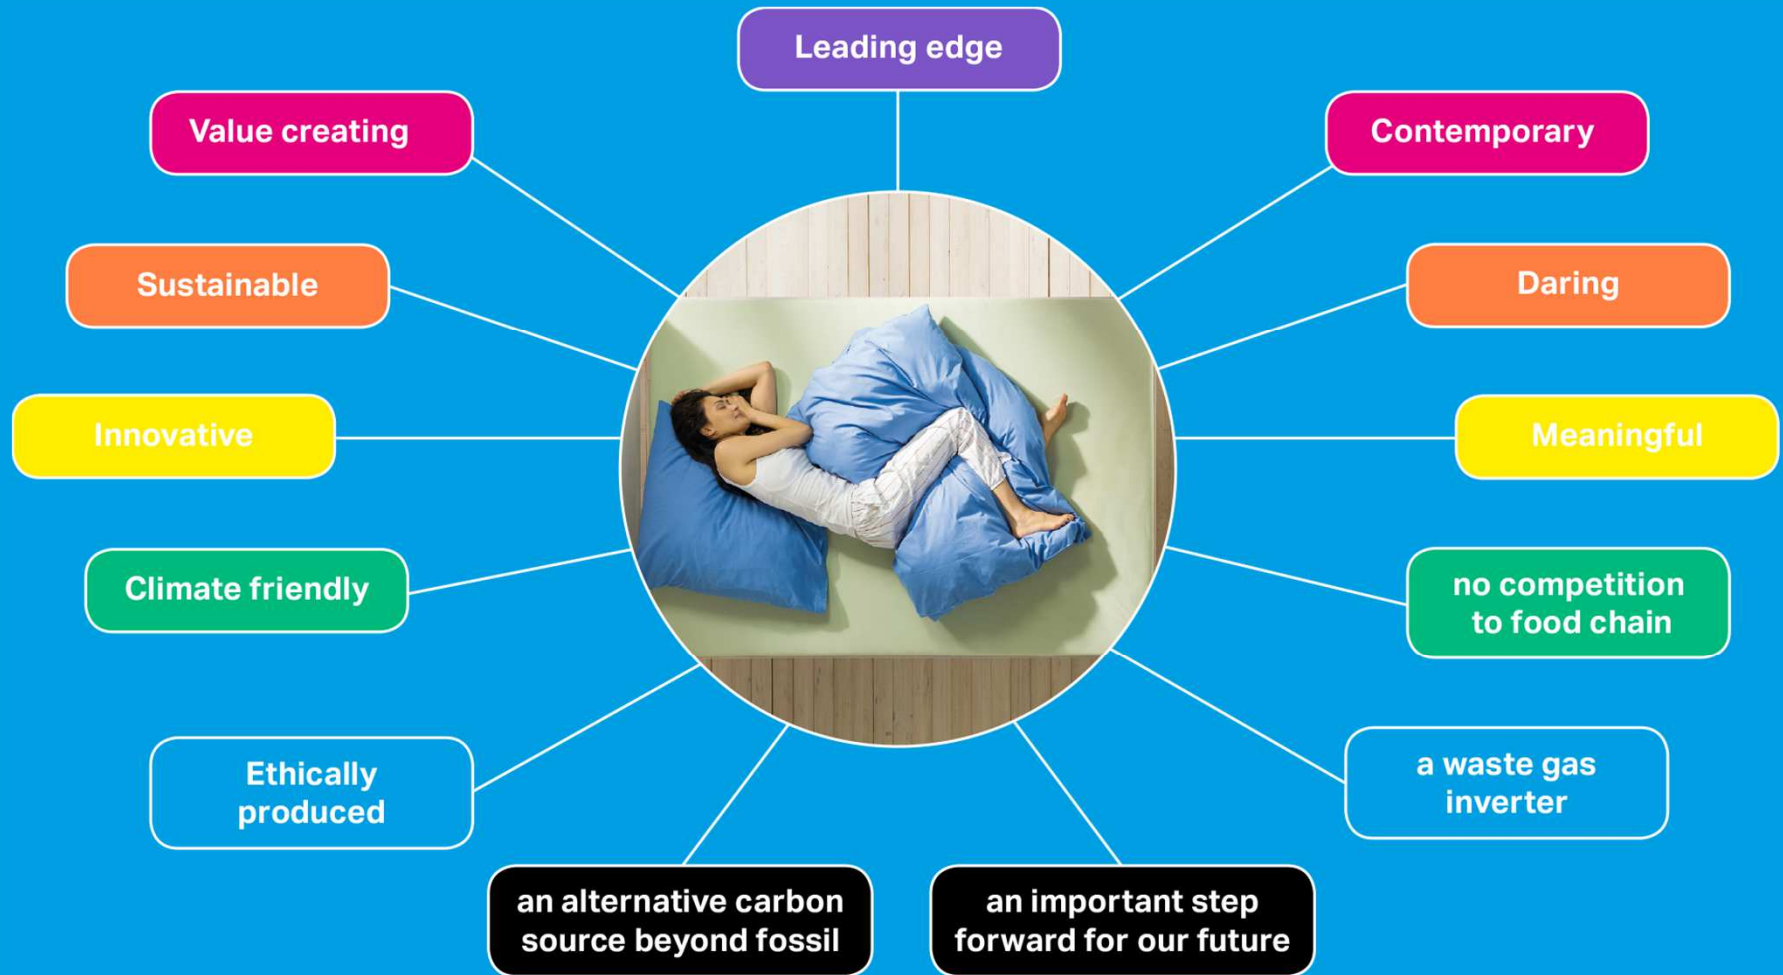 Leading edge
Value creating
Contemporary
Sustainable
Daring
Innovative
Meaningful
Climate friendly
no competition
to food chain
Ethically
produced
a waste gas
inverter
an alternative carbon
source beyond fossil
an important step
forward for our future